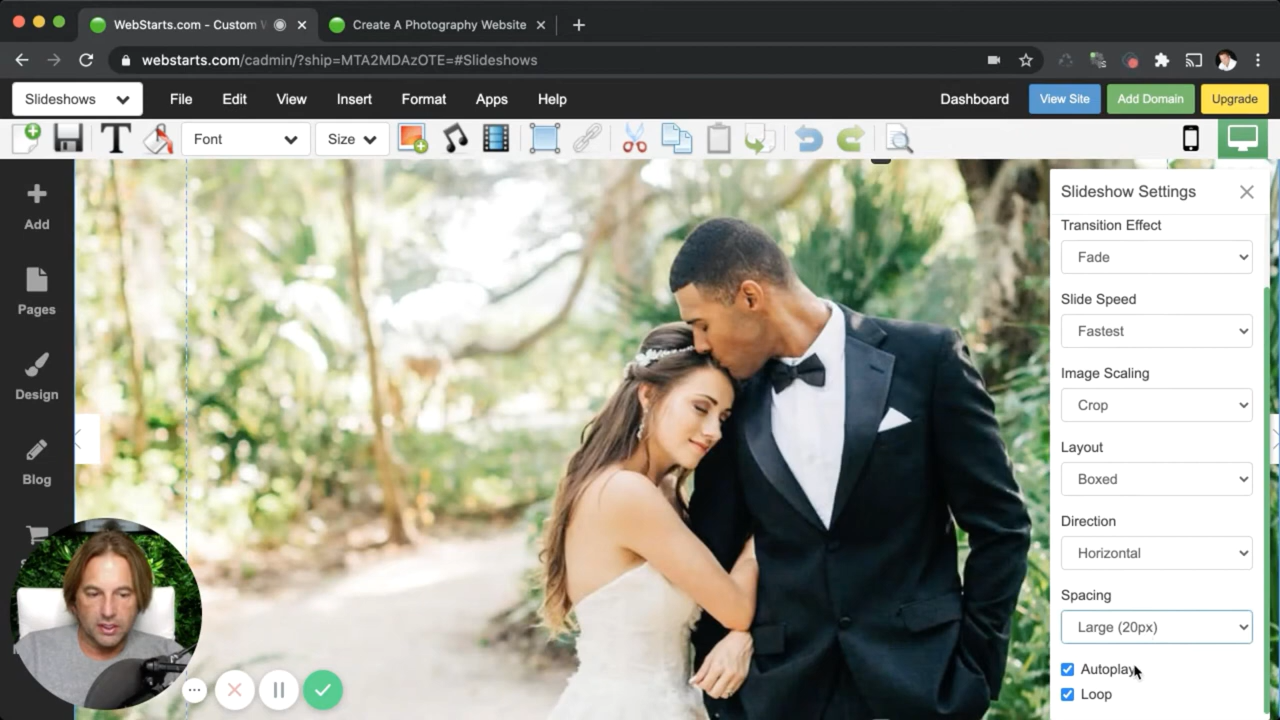 WebStarts.com - Custom
Create A Photography Website
webstarts.com/cadmin/?ship=MTA2MDAzOTE=#Slideshows
Slideshows
File
Edit
View
Insert
Format
Apps
Help
Dashboard
View Site
Add Domain
Upgrade
Font
Size
Add
Pages
Design
Blog
Slideshow Settings
Transition Effect
Fade
Slide Speed
Fastest
Image Scaling
Crop
Layout
Boxed
Direction
Horizontal
Spacing
Large (20px)
Autoplay
Loop